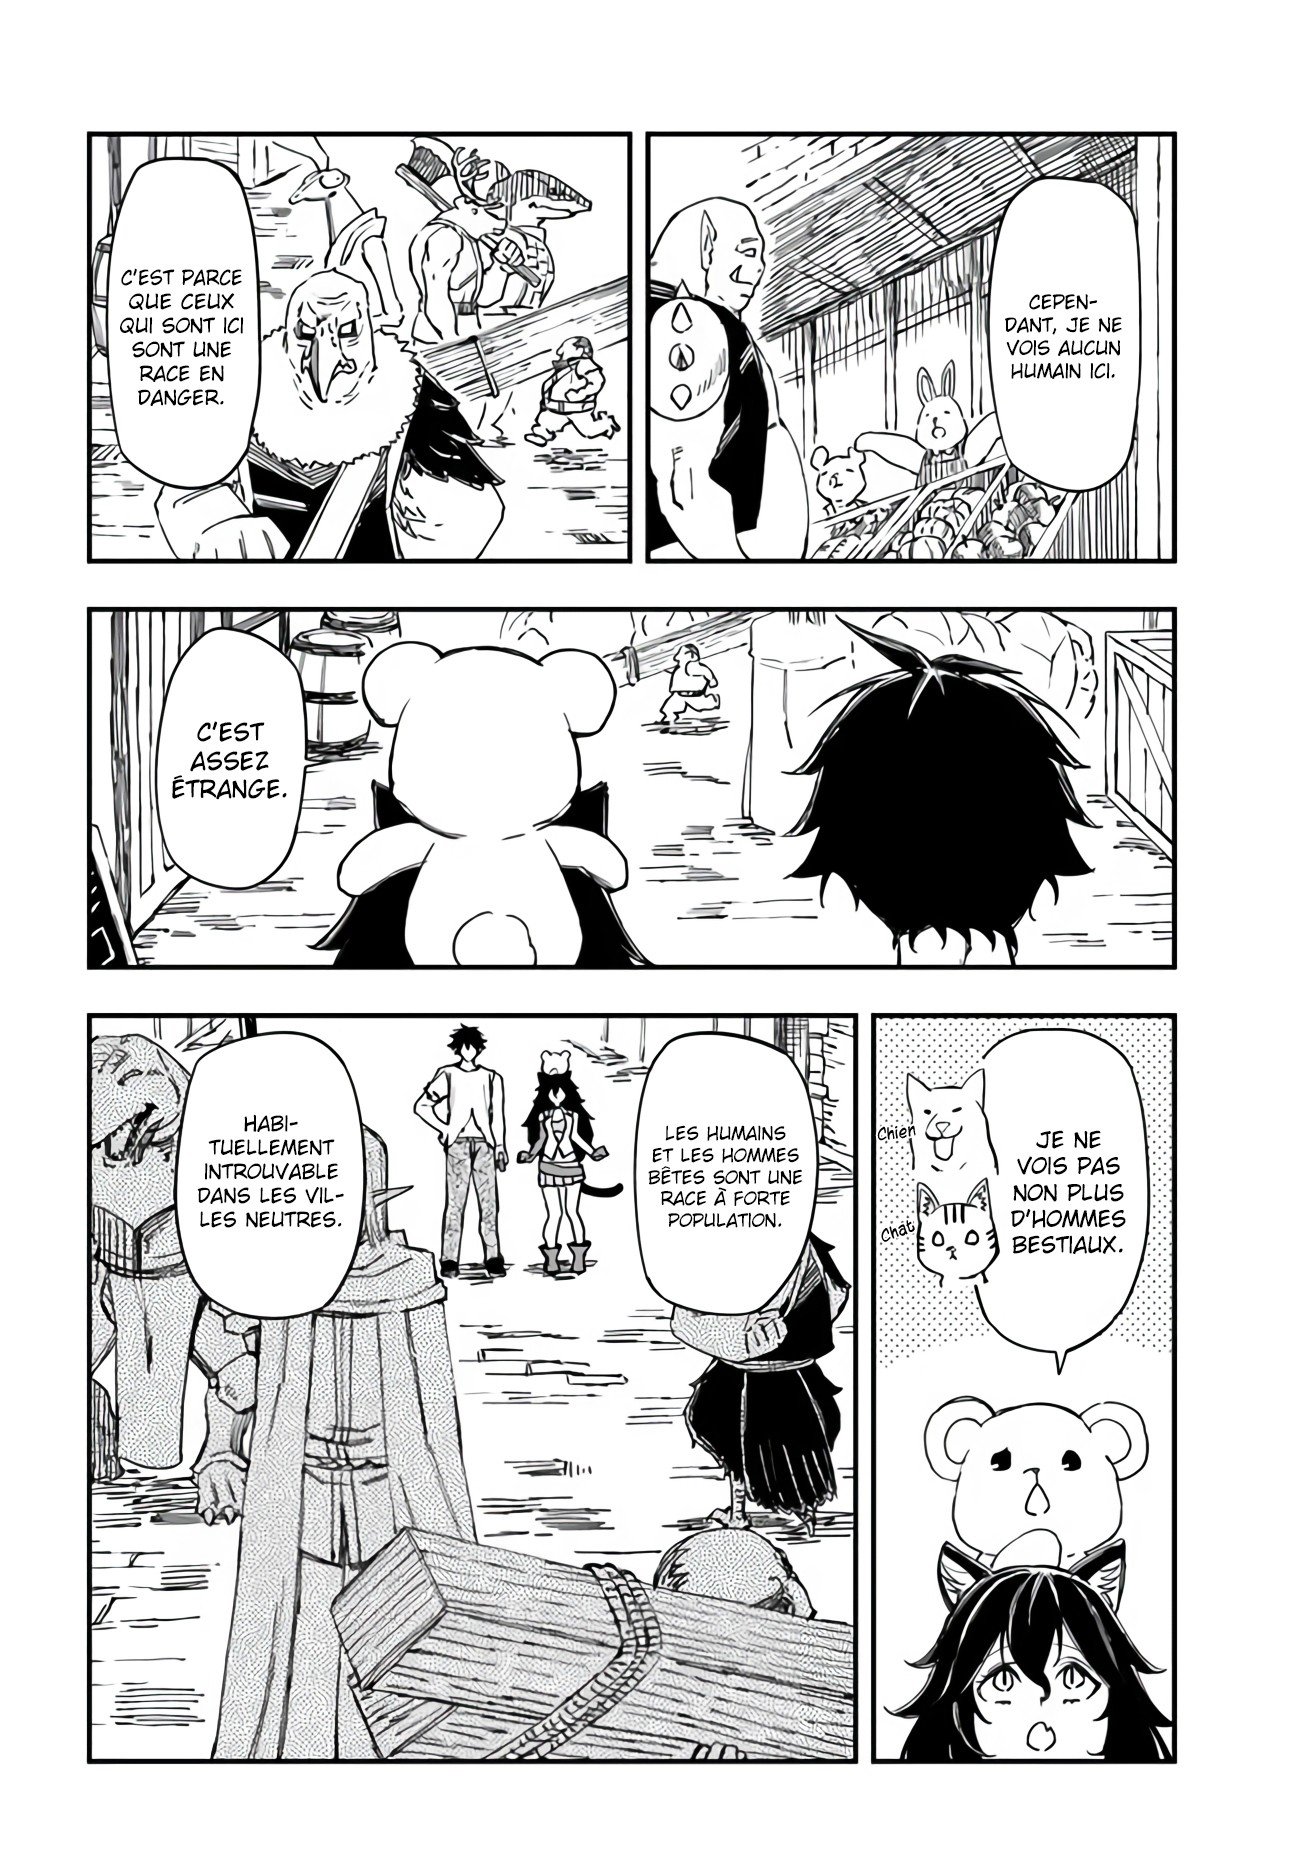 CEPEN-
DANT, JE NE
VOIS AUCUN
HUMAIN ICI.
C'EST PARCE
QUE CEUX
QUI SONT ICI
SONT UNE
RACE EN
DANGER.
C'EST
ASSEZ
ÉTRANGE.
Chien
Chat
JE NE
VOIS PAS
NON PLUS
D'HOMMES
BESTIAUX.
LES HUMAINS
ET LES HOMMES
BÊTES SONT UNE
RACE À FORTE
POPULATION.
HABI-
TUELLEMENT
INTROUVABLE
DANS LES VIL-
LES NEUTRES.